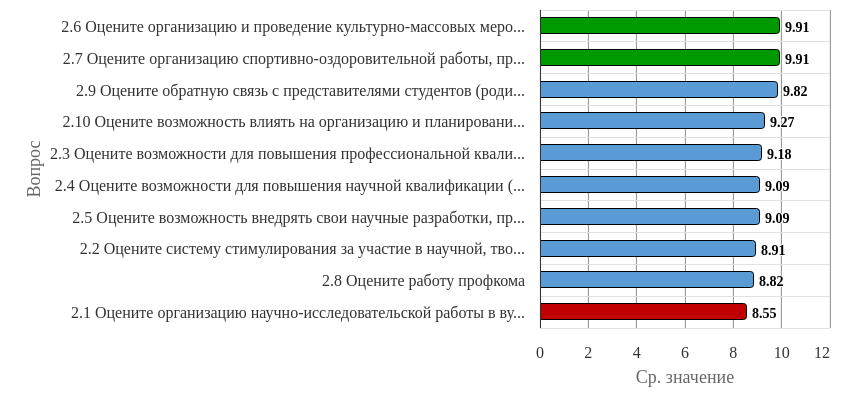 2.6 Оцените организацию и проведение культурно-массовых меро... 9.91
2.7 Оцените организацию спортивно-оздоровительной работы, пр... 9.91
2.9 Оцените обратную связь с представителями студентов (роди... 9.82
2.10 Оцените возможность влиять на организацию и планировани... 9.27
2.3 Оцените возможности для повышения профессиональной квали... 9.18
2.4 Оцените возможности для повышения научной квалификации (... 9.09
2.5 Оцените возможность внедрять свои научные разработки, пр... 9.09
2.2 Оцените систему стимулирования за участие в научной, тво... 8.91
2.8 Оцените работу профкома 8.82
2.1 Оцените организацию научно-исследовательской работы в ву... 8.55
Вопрос
0 2 4 6 8 10 12
Ср. значение